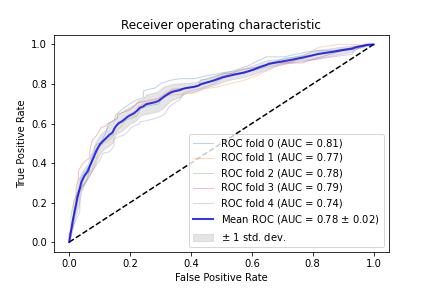 Receiver operating characteristic
True Positive Rate
1.0
0.8
0.6
0.4
0.2
0.0
ROC fold 0 (AUC = 0.81)
ROC fold 1 (AUC = 0.77)
ROC fold 2 (AUC = 0.78)
ROC fold 3 (AUC = 0.79)
ROC fold 4 (AUC = 0.74)
Mean ROC (AUC = 0.78 ± 0.02)
± 1 std. dev.
0.0 0.2 0.4 0.6 0.8 1.0
False Positive Rate